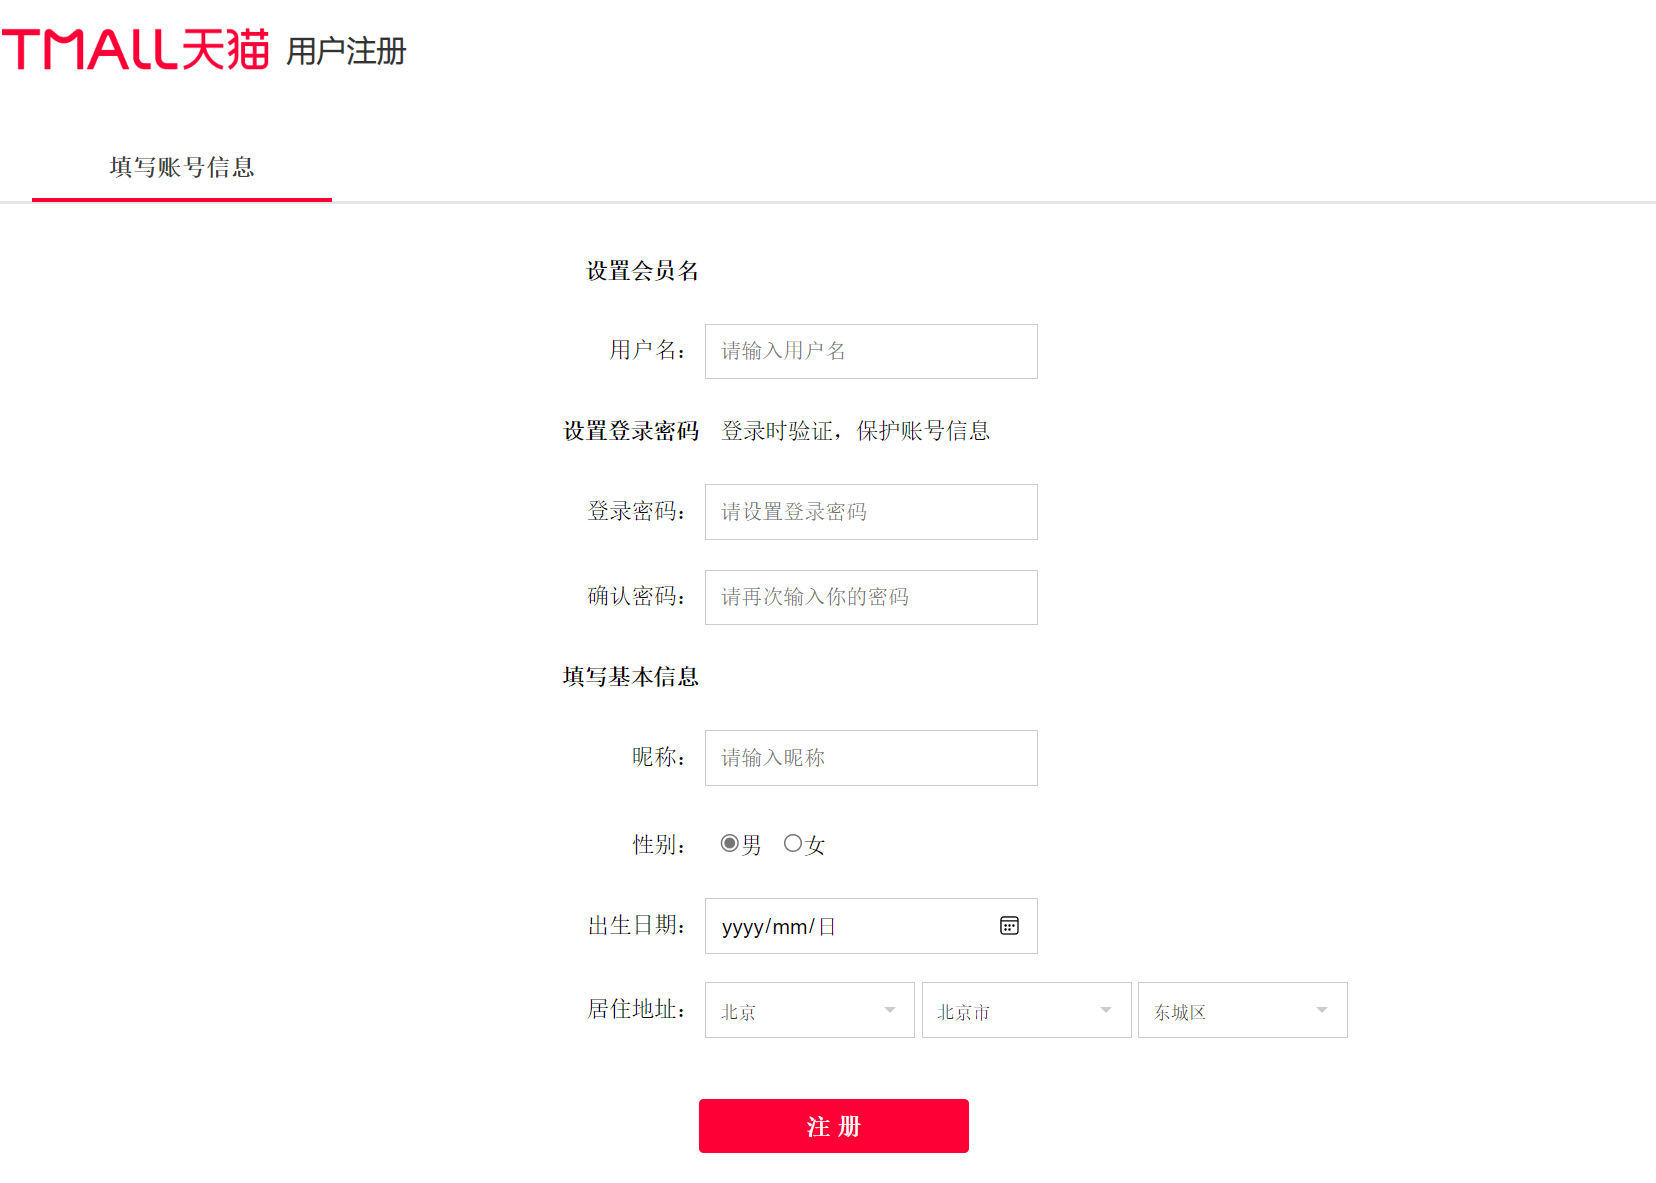 TMALL天猫 用户注册
填写账号信息
设置会员名
用户名： 请输入用户名
设置登录密码 登录时验证，保护账号信息
登录密码： 请设置登录密码
确认密码： 请再次输入你的密码
填写基本信息
昵称： 请输入昵称
性别： 男 女
出生日期： yyyy/mm/日
居住地址： 北京 北京市 东城区
注 册